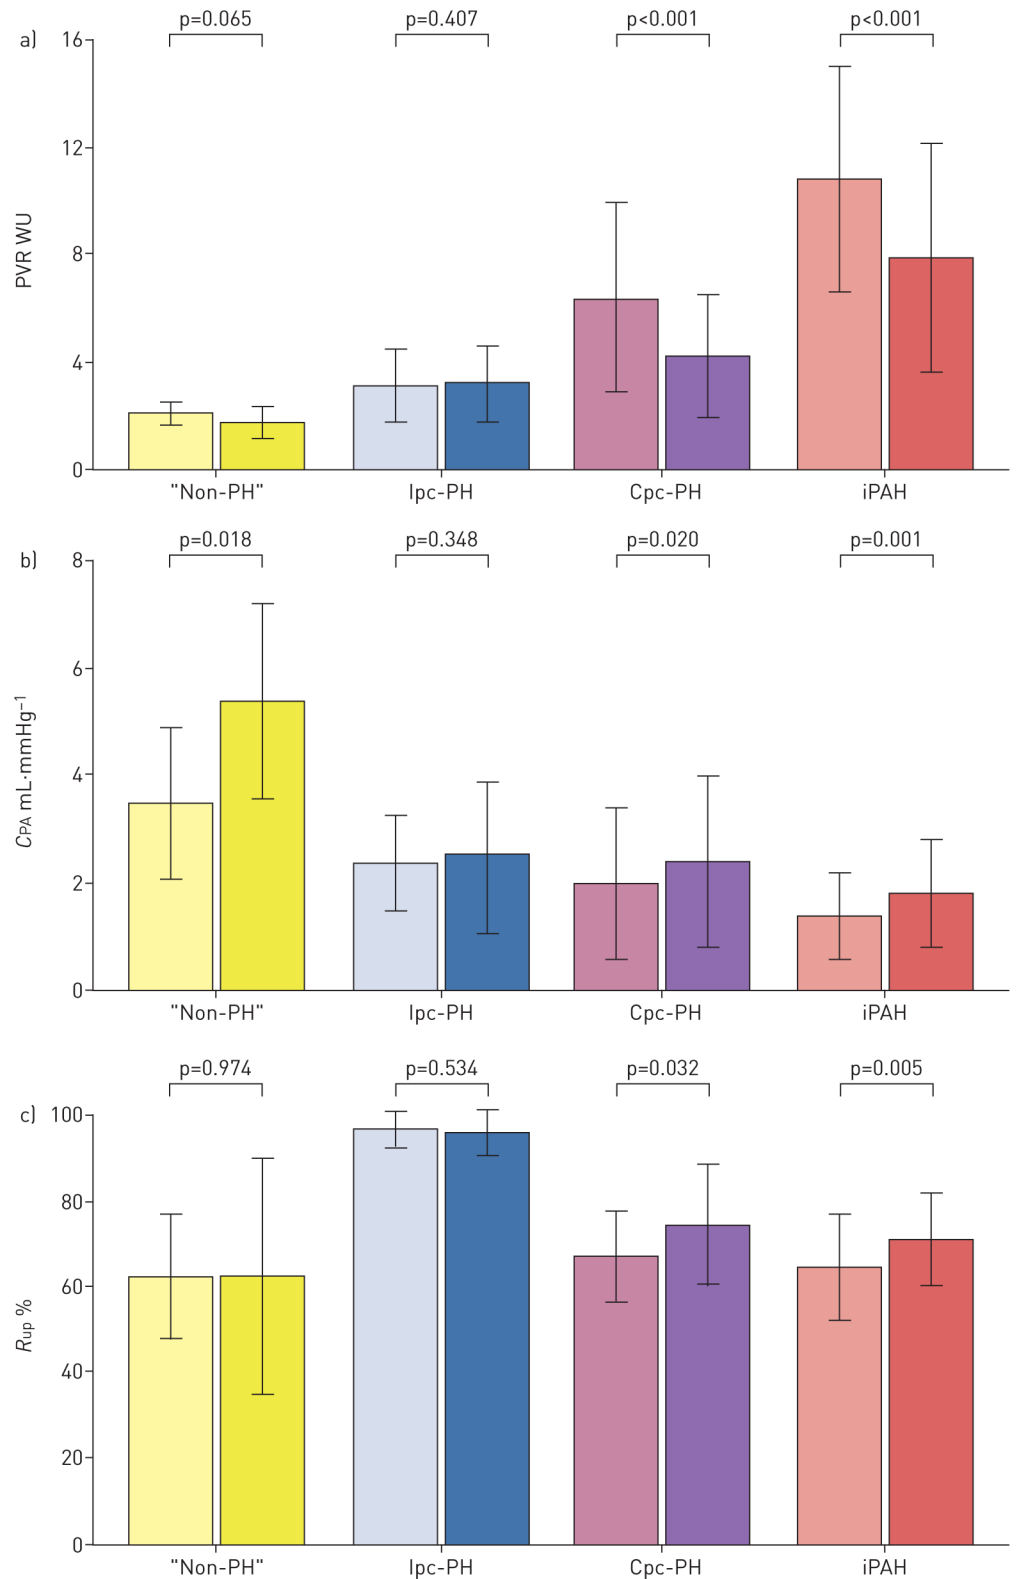 a)
p=0.065 p=0.407 p<0.001 p<0.001
16
12
8
4
0
PVR WU
"Non-PH" Ipc-PH Cpc-PH iPAH
b)
p=0.018 p=0.348 p=0.020 p=0.001
8
6
4
2
0
CPA mL·mmHg⁻¹
"Non-PH" Ipc-PH Cpc-PH iPAH
c)
p=0.974 p=0.534 p=0.032 p=0.005
100
80
60
40
20
0
Rup %
"Non-PH" Ipc-PH Cpc-PH iPAH